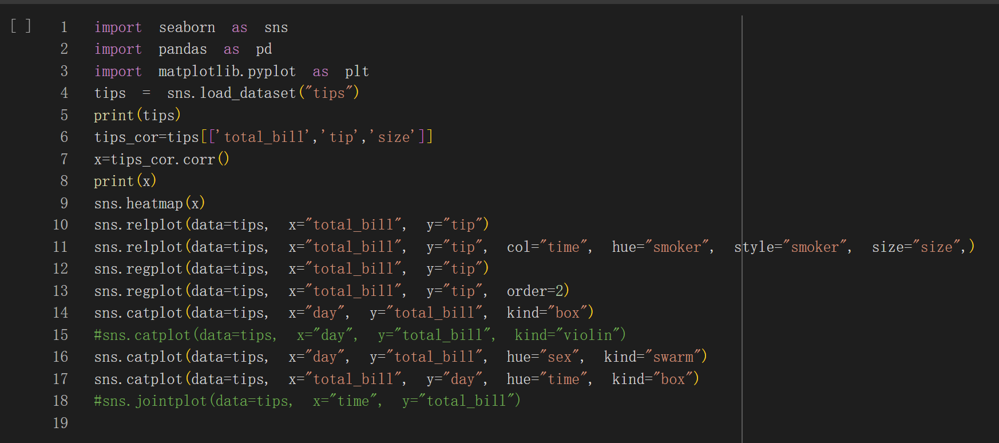 [ ] 1 import seaborn as sns
2 import pandas as pd
3 import matplotlib.pyplot as plt
4 tips = sns.load_dataset("tips")
5 print(tips)
6 tips_cor=tips[['total_bill','tip','size']]
7 x=tips_cor.corr()
8 print(x)
9 sns.heatmap(x)
10 sns.relplot(data=tips, x="total_bill", y="tip")
11 sns.relplot(data=tips, x="total_bill", y="tip", col="time", hue="smoker", style="smoker", size="size",)
12 sns.regplot(data=tips, x="total_bill", y="tip")
13 sns.regplot(data=tips, x="total_bill", y="tip", order=2)
14 sns.catplot(data=tips, x="day", y="total_bill", kind="box")
15 #sns.catplot(data=tips, x="day", y="total_bill", kind="violin")
16 sns.catplot(data=tips, x="day", y="total_bill", hue="sex", kind="swarm")
17 sns.catplot(data=tips, x="total_bill", y="day", hue="time", kind="box")
18 #sns.jointplot(data=tips, x="time", y="total_bill")
19